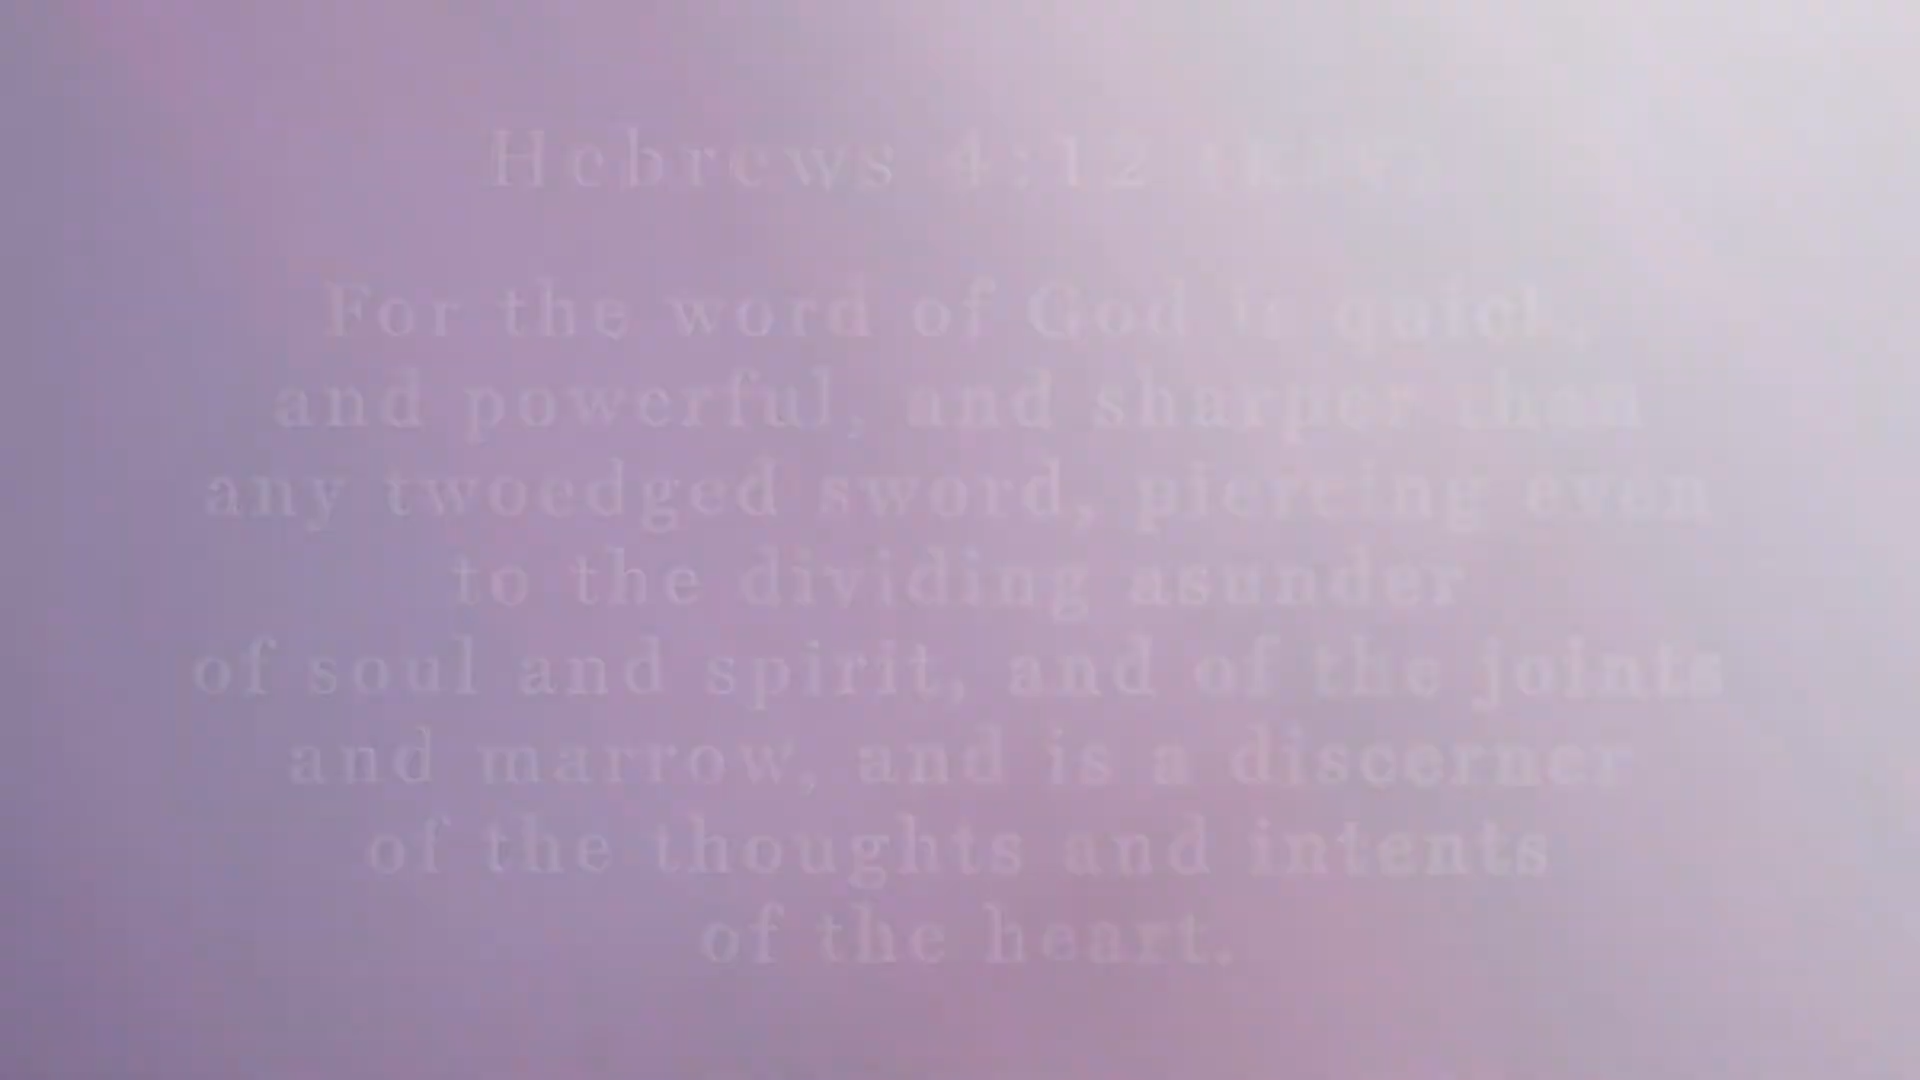 Hebrews 4:12 (KJV)
For the word of God is quick,
and powerful, and sharper than
any twoedged sword, piercing even
to the dividing asunder
of soul and spirit, and of the joints
and marrow, and is a discerner
of the thoughts and intents
of the heart.